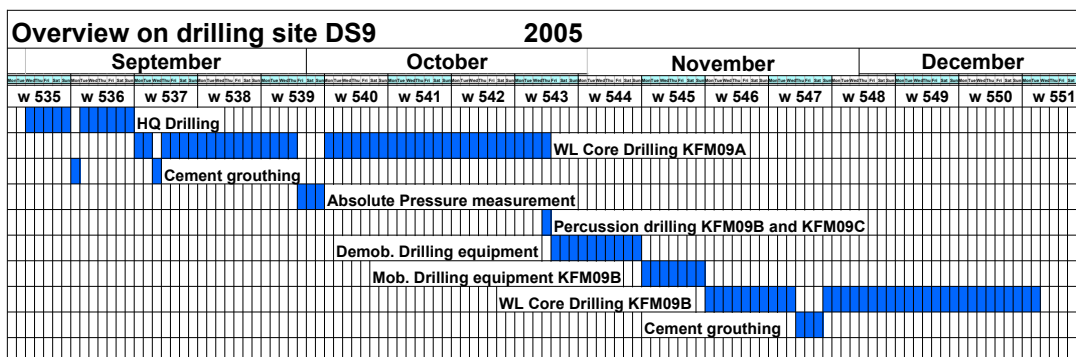 Overview on drilling site DS9 2005
September October November December
w 535 w 536 w 537 w 538 w 539 w 540 w 541 w 542 w 543 w 544 w 545 w 546 w 547 w 548 w 549 w 550 w 551
HQ Drilling
WL Core Drilling KFM09A
Cement grouthing
Absolute Pressure measurement
Percussion drilling KFM09B and KFM09C
Demob. Drilling equipment
Mob. Drilling equipment KFM09B
WL Core Drilling KFM09B
Cement grouthing